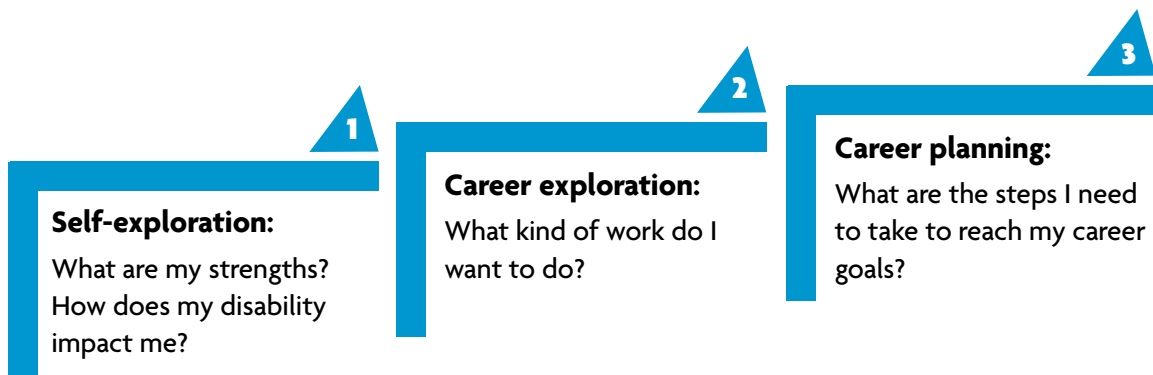 1
Self-exploration:
What are my strengths?
How does my disability
impact me?
2
Career exploration:
What kind of work do I
want to do?
3
Career planning:
What are the steps I need
to take to reach my career
goals?